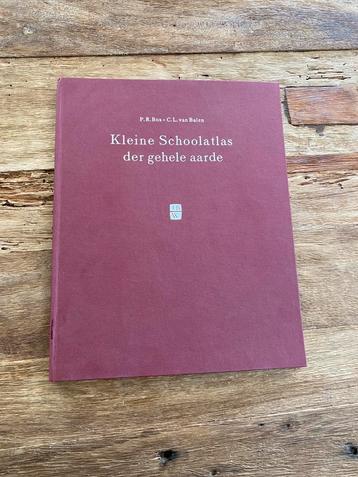 P. R. Bos - C. L. van Balen
Kleine Schoolatlas
der gehele aarde